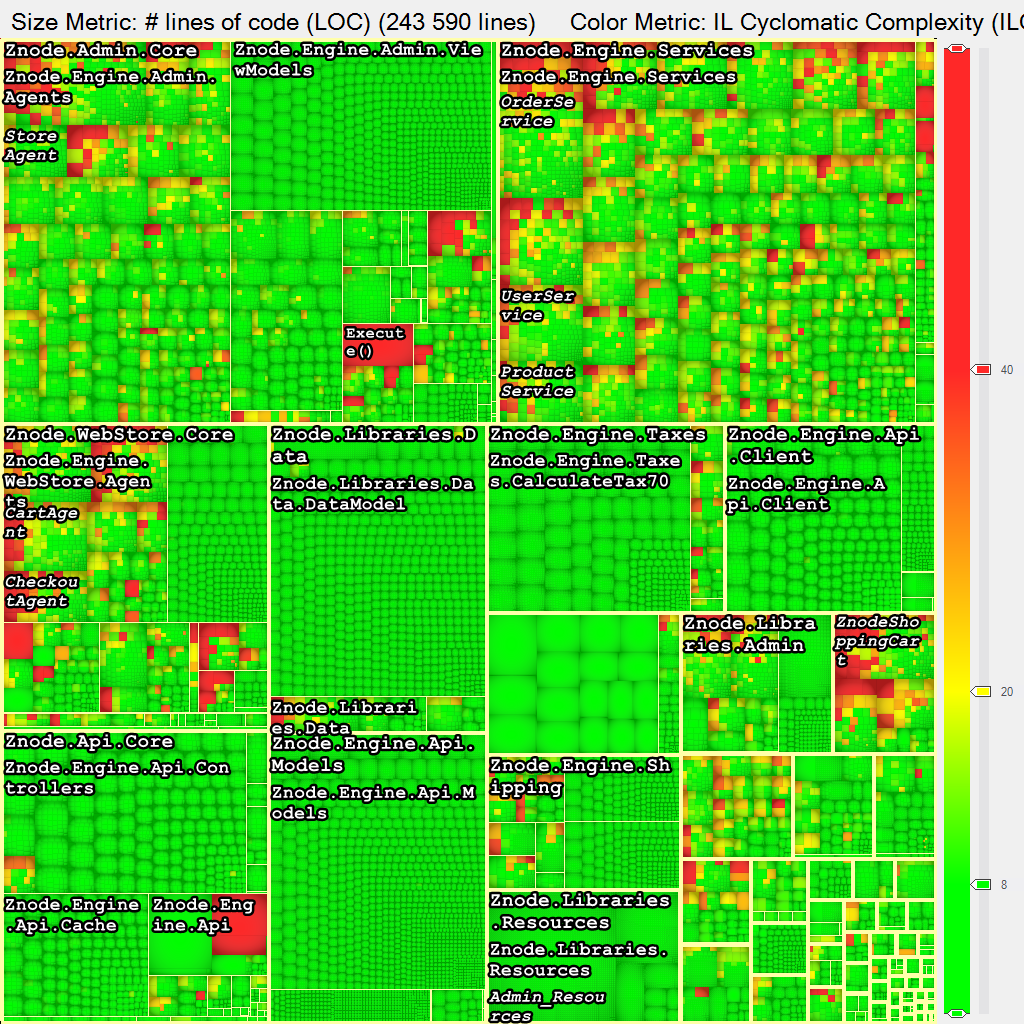 Size Metric: # lines of code (LOC) (243 590 lines) Color Metric: IL Cyclomatic Complexity (ILC
Znode.Admin.Core
Znode.Engine.Admin.
Agents
Store
Agent
Znode.Engine.Admin.Vie
wModels
Execut
e()
Znode.Engine.Services
Znode.Engine.Services
OrderSe
rvice
UserSer
vice
Product
Service
40
20
8
Znode.WebStore.Core
Znode.Engine.
WebStore.Agen
ts
CartAge
nt
Checkou
tAgent
Znode.Libraries.D
ata
Znode.Libraries.Da
ta.DataModel
Znode.Engine.Taxes
Znode.Engine.Taxe
s.CalculateTax70
Znode.Engine.Api
.Client
Znode.Engine.A
pi.Client
Znode.Libra
ries.Admin
ZnodeSho
ppingCar
t
Znode.Librari
es.Data
Znode.Api.Core
Znode.Engine.Api.Con
trollers
Znode.Engine.Api.
Models
Znode.Engine.Api.M
odels
Znode.Engine.Sh
ipping
Znode.Engine
.Api.Cache
Znode.Eng
ine.Api
Znode.Libraries
.Resources
Znode.Libraries.
Resources
Admin_Resou
rces